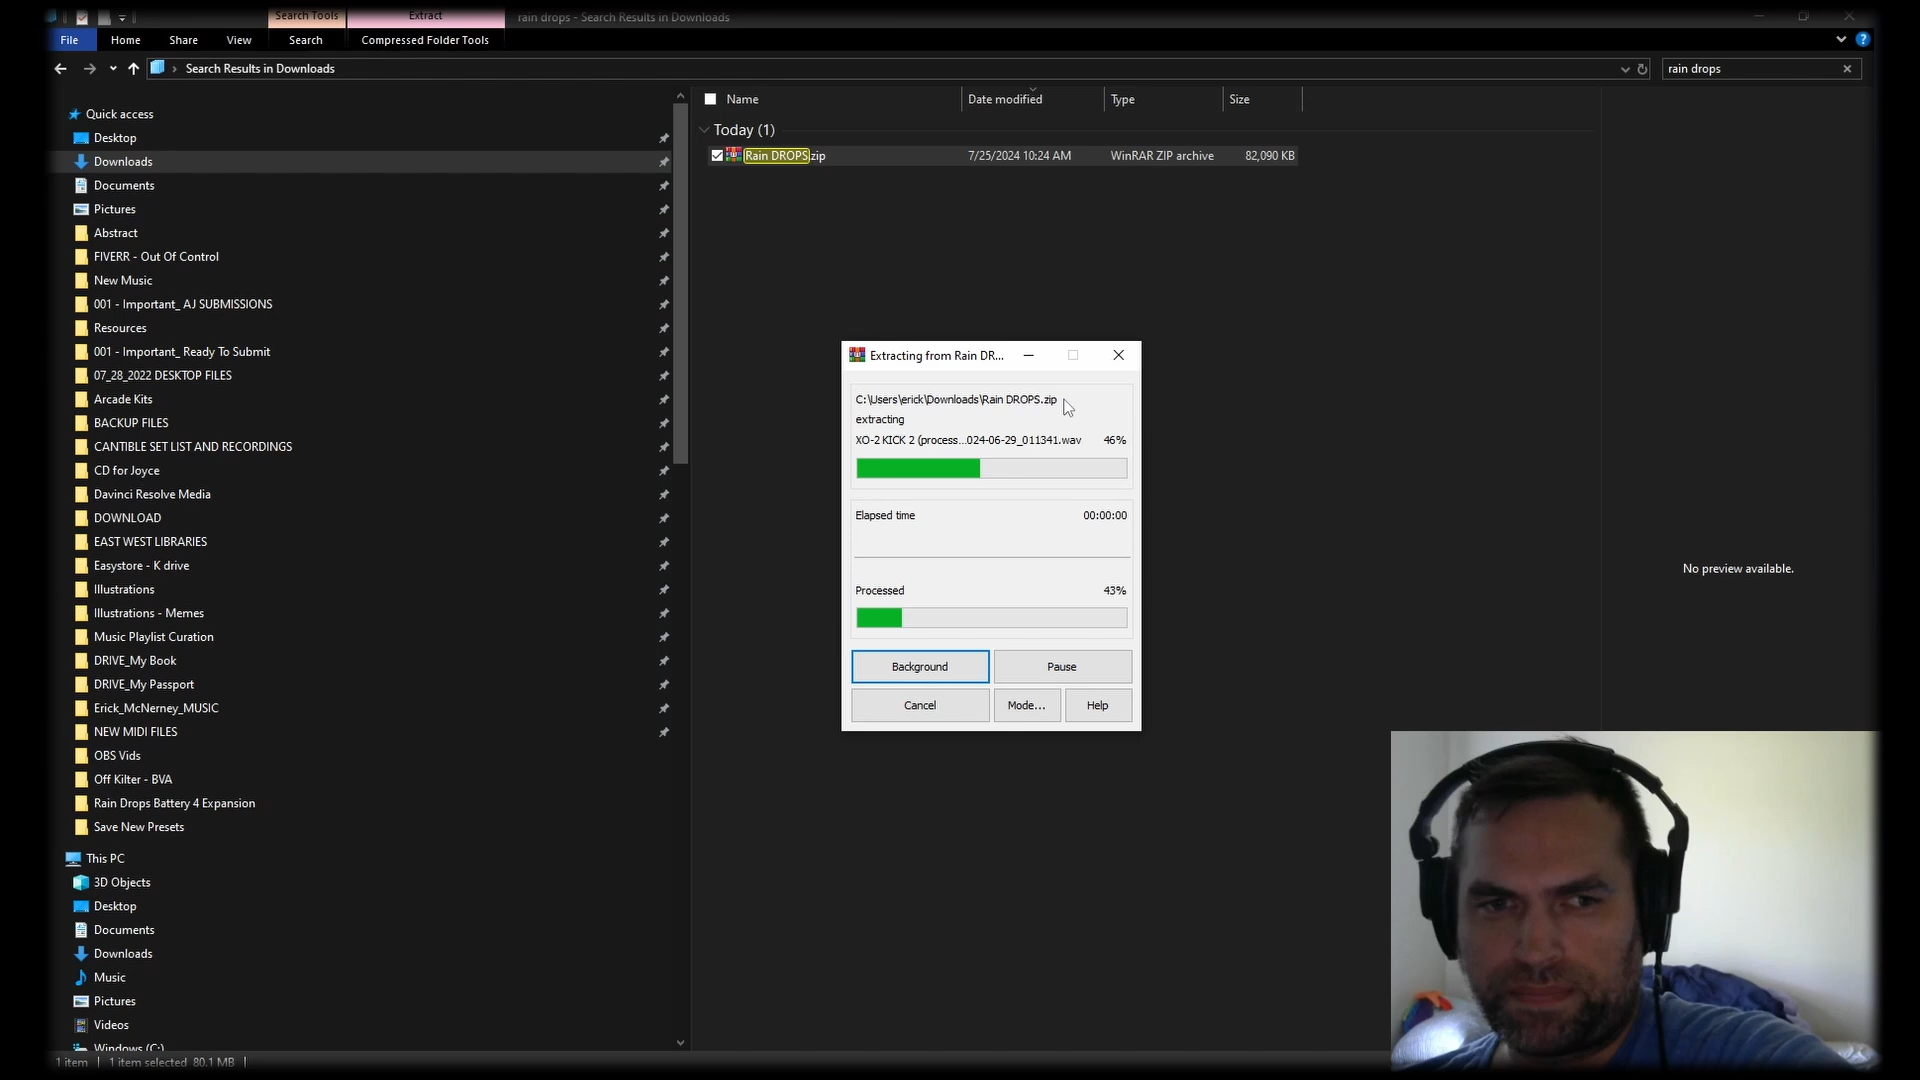 Search Tools
Extract
rain drops - Search Results in Downloads
File
Home
Share
View
Search
Compressed Folder Tools
Search Results in Downloads
rain drops
Name
Date modified
Type
Size
Quick access
Desktop
Downloads
Documents
Pictures
Abstract
FIVERR - Out Of Control
New Music
001 - Important_ AJ SUBMISSIONS
Resources
001 - Important_ Ready To Submit
07_28_2022 DESKTOP FILES
Arcade Kits
BACKUP FILES
CANTIBLE SET LIST AND RECORDINGS
CD for Joyce
Davinci Resolve Media
DOWNLOAD
EAST WEST LIBRARIES
Easystore - K drive
Illustrations
Illustrations - Memes
Music Playlist Curation
DRIVE_My Book
DRIVE_My Passport
Erick_McNerney_MUSIC
NEW MIDI FILES
OBS Vids
Off Kilter - BVA
Rain Drops Battery 4 Expansion
Save New Presets
This PC
3D Objects
Desktop
Documents
Downloads
Music
Pictures
Videos
Windows (C:)
Today (1)
Rain DROPS.zip 7/25/2024 10:24 AM WinRAR ZIP archive 82,090 KB
Extracting from Rain DR...
C:\Users\erick\Downloads\Rain DROPS.zip
extracting
XO-2 KICK 2 (process...024-06-29_011341.wav 46%
Elapsed time 00:00:00
Processed 43%
Background
Pause
Cancel
Mode...
Help
No preview available.
1 item
1 item selected 80.1 MB